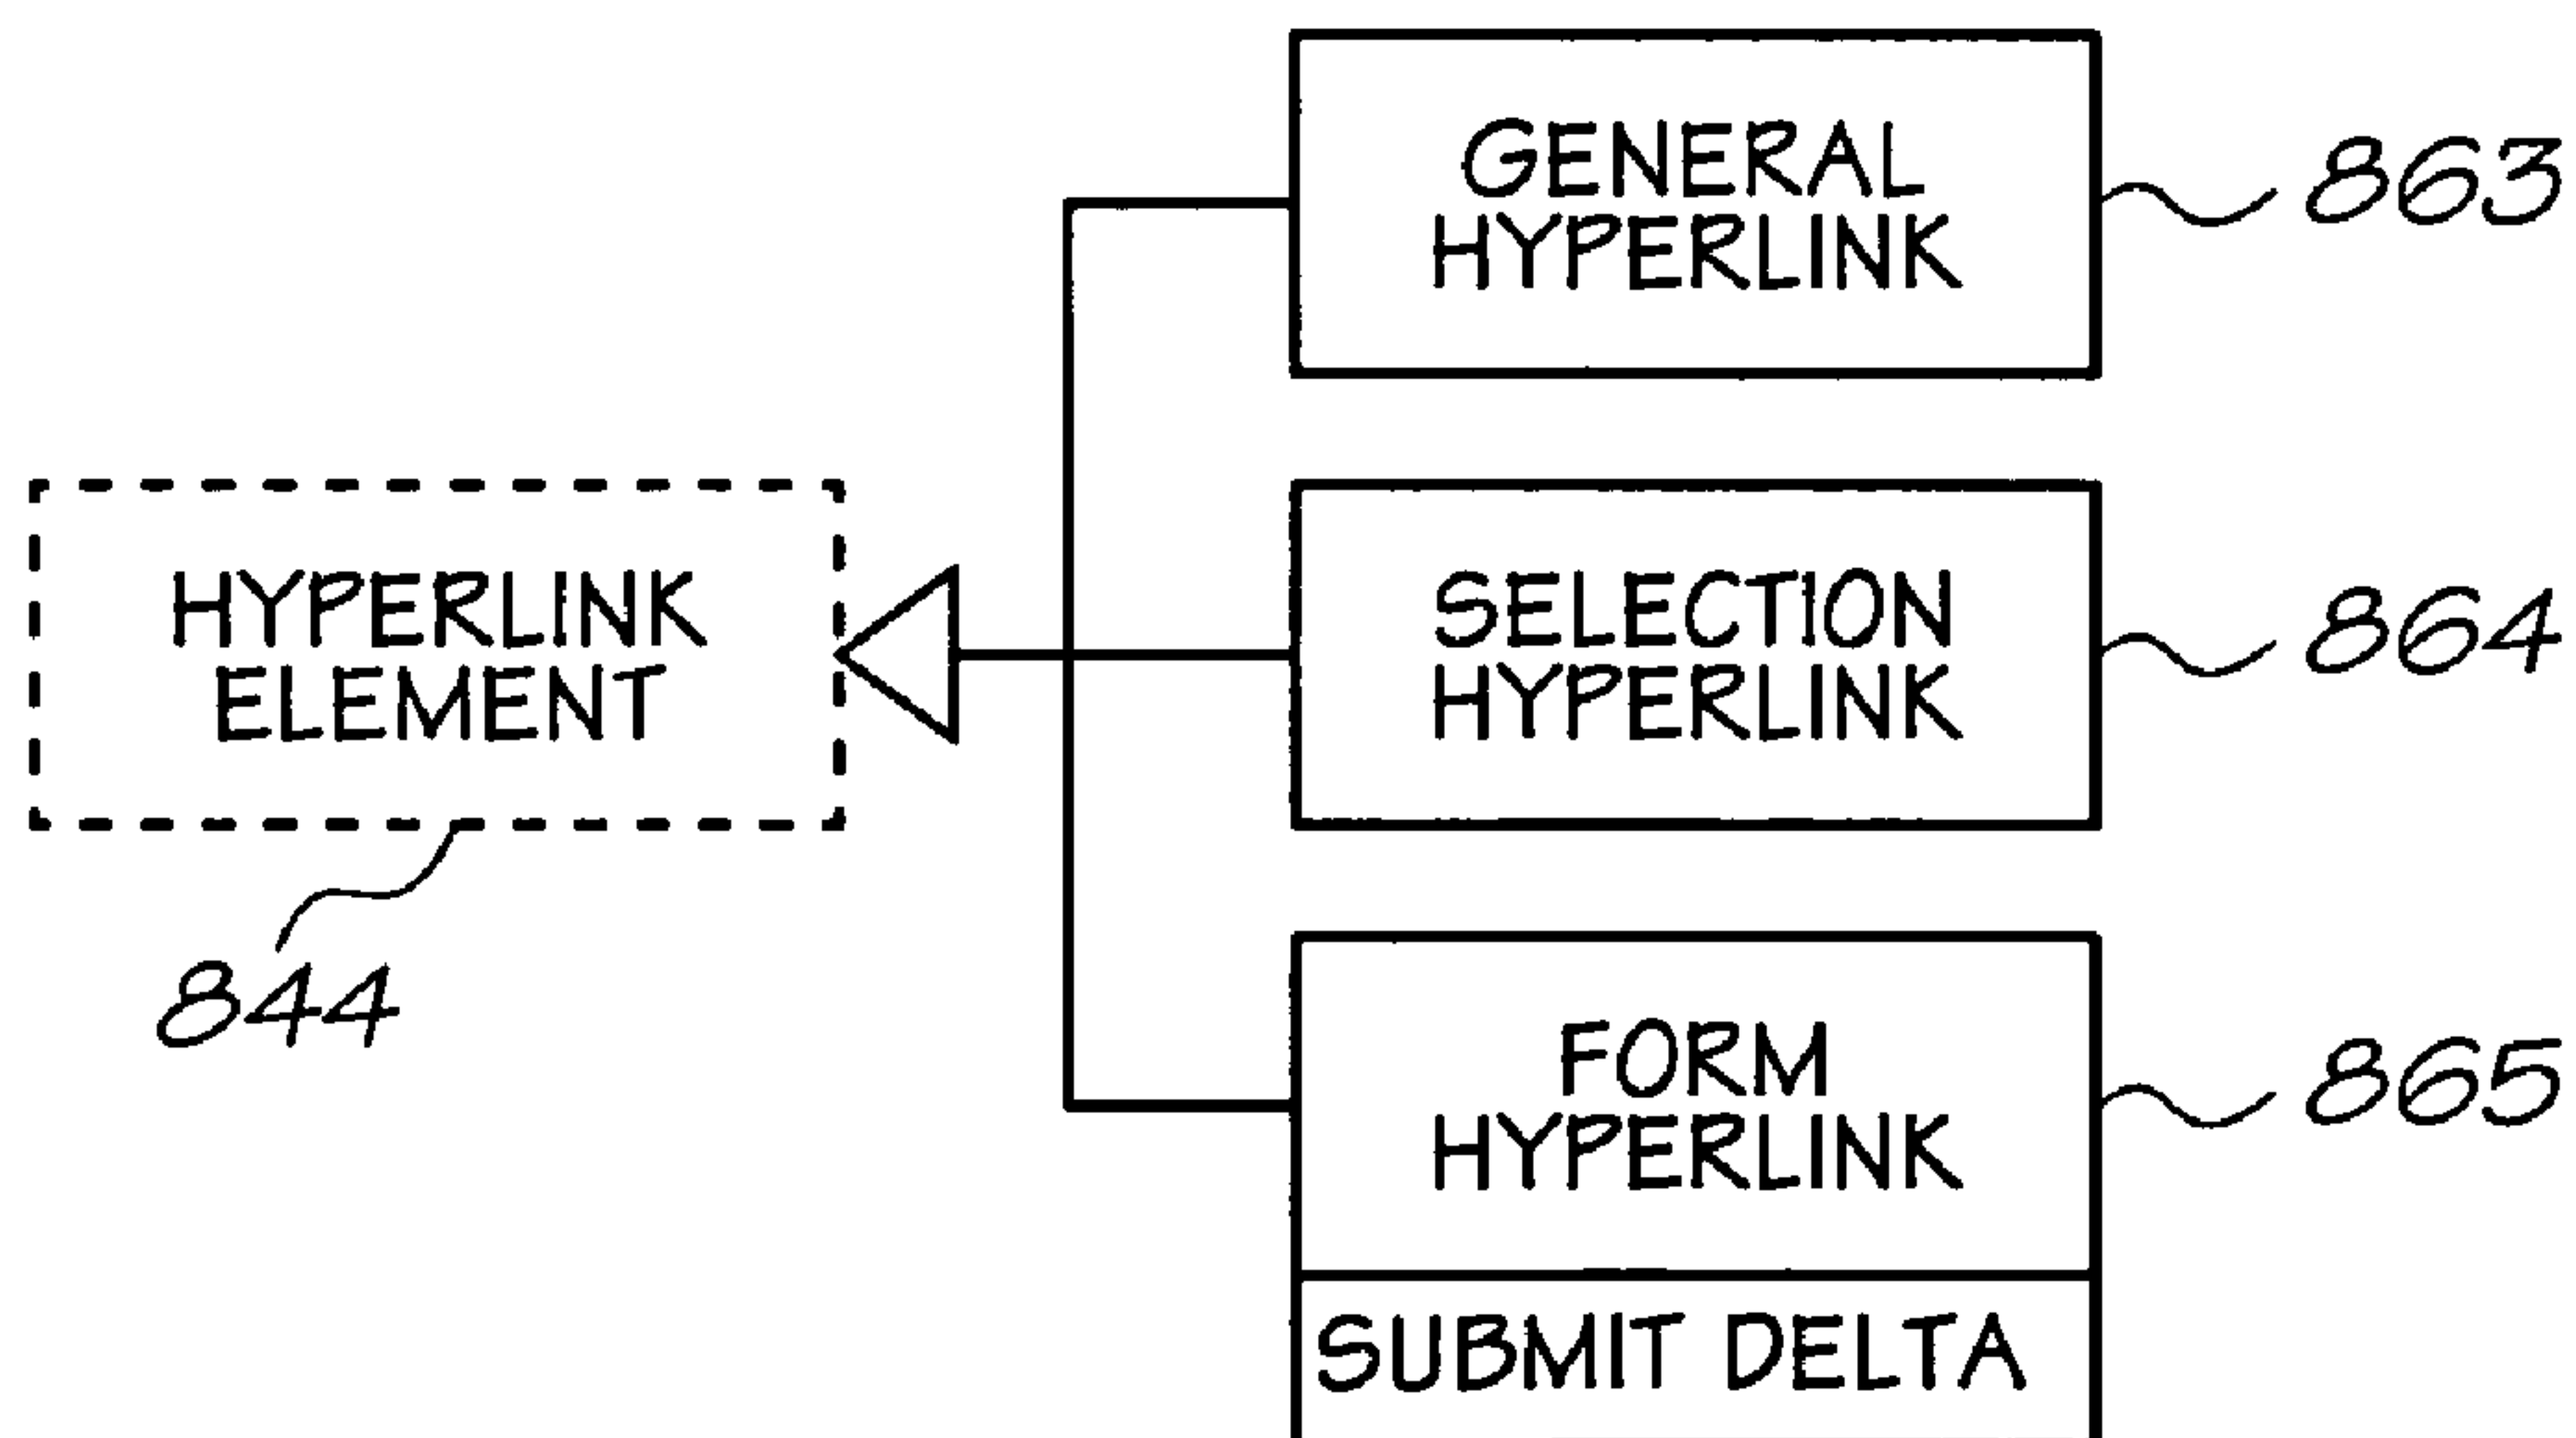 GENERAL
HYPERLINK
863
HYPERLINK
ELEMENT
844
SELECTION
HYPERLINK
864
FORM
HYPERLINK
865
SUBMIT DELTA